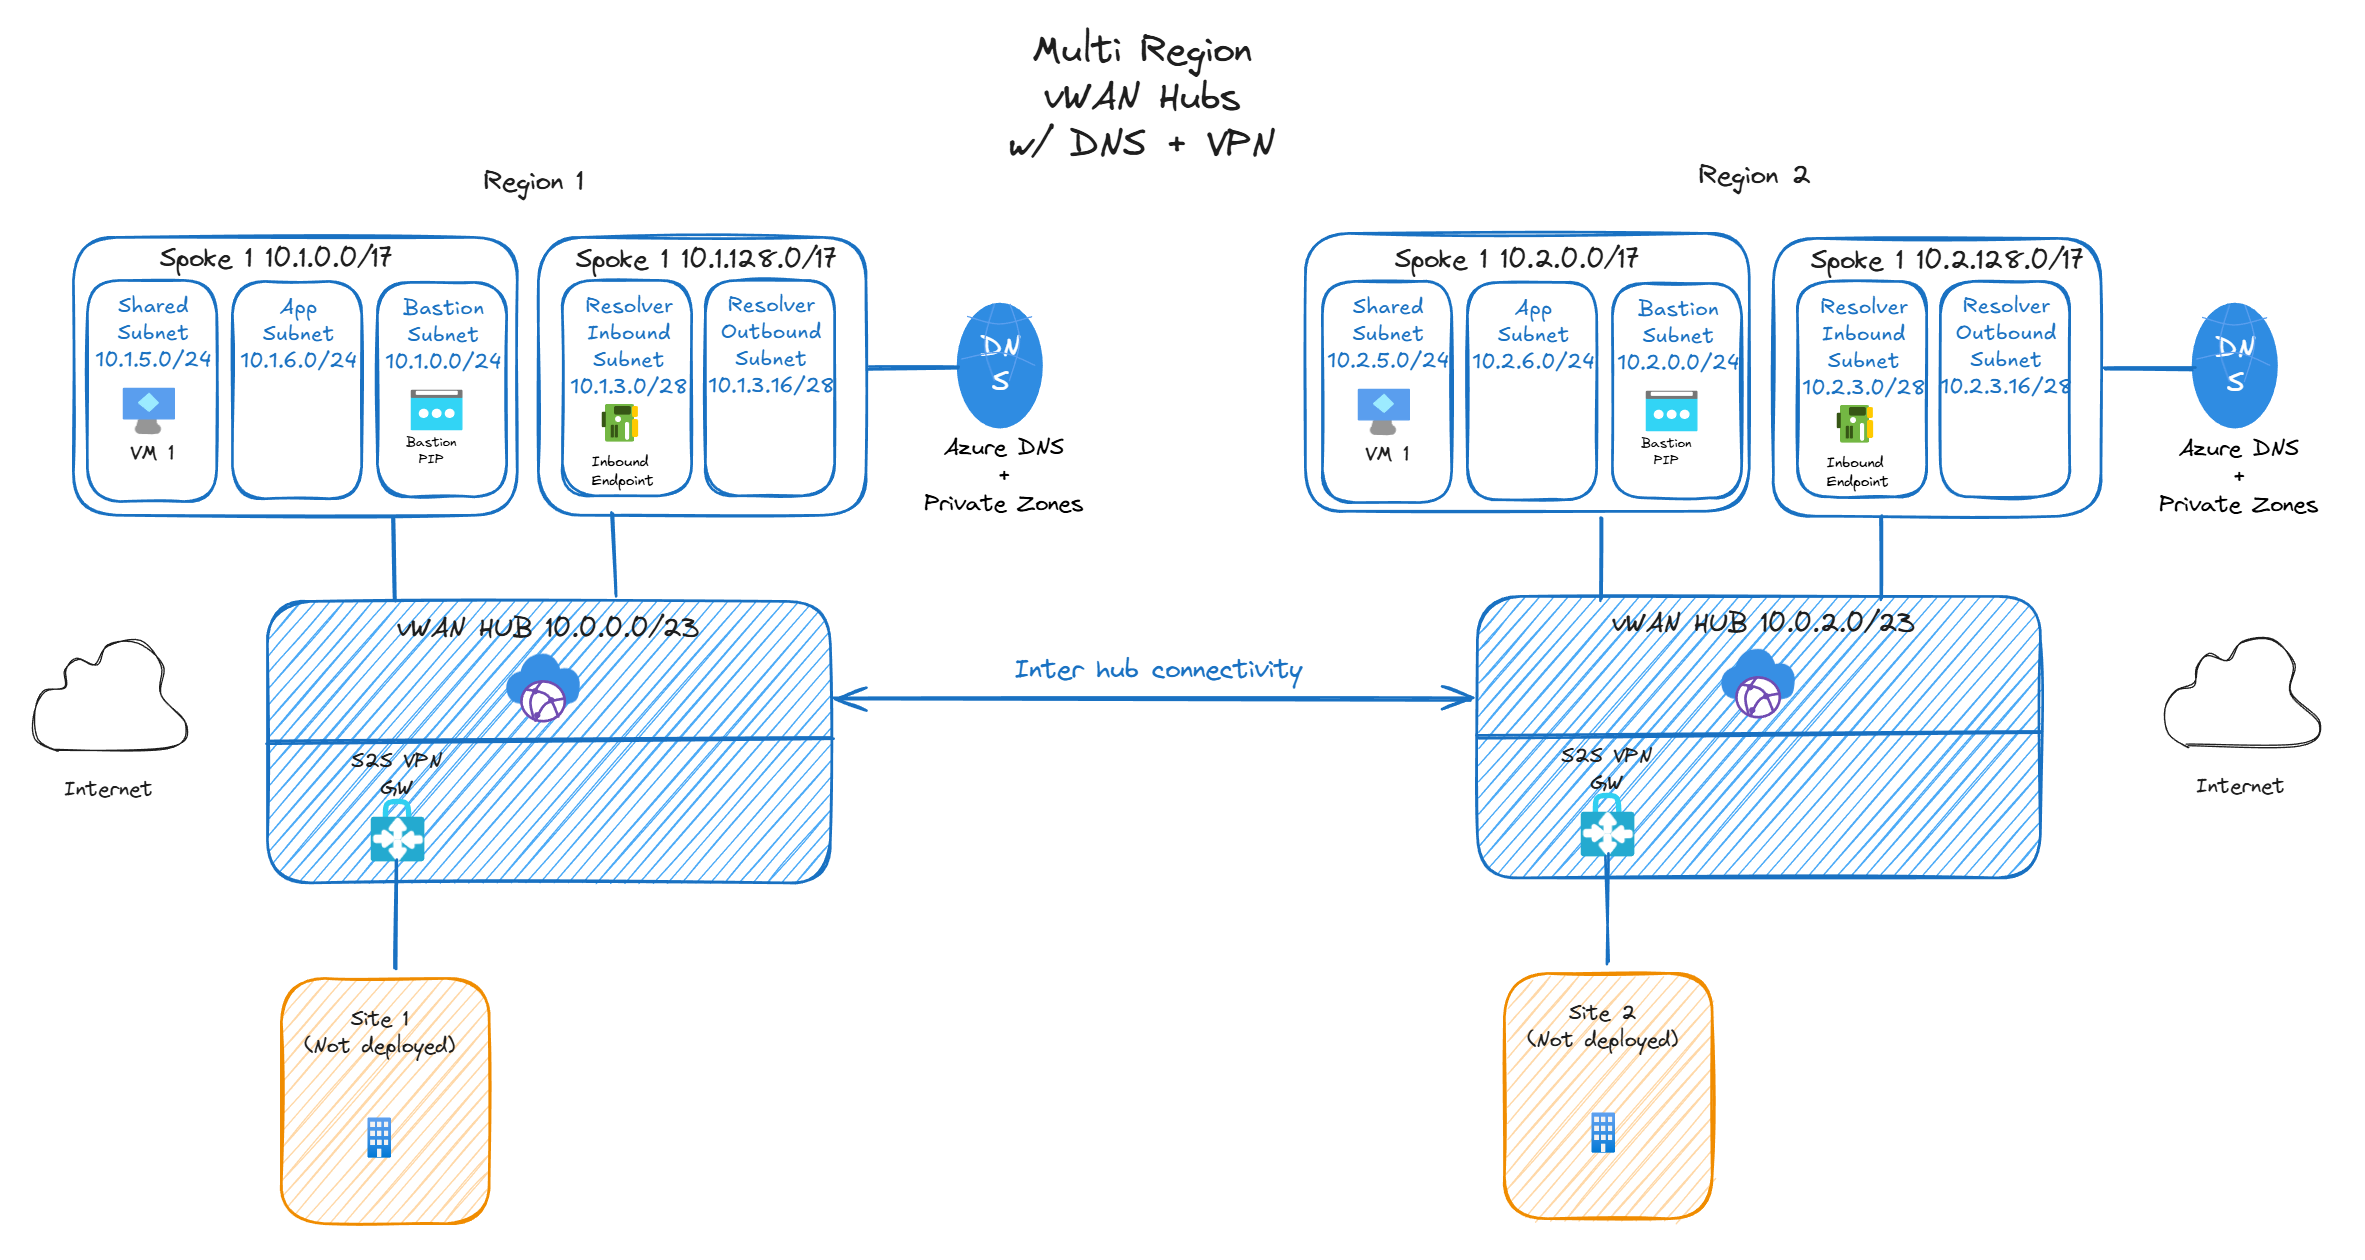 Multi Region
vWAN Hubs
w/ DNS + VPN
Region 1
Spoke 1 10.1.0.0/17
Shared
Subnet
10.1.5.0/24
VM 1
App
Subnet
10.1.6.0/24
Bastion
Subnet
10.1.0.0/24
Bastion
PIP
Spoke 1 10.1.128.0/17
Resolver
Inbound
Subnet
10.1.3.0/28
Inbound
Endpoint
Resolver
Outbound
Subnet
10.1.3.16/28
DN
S
Azure DNS
+
Private Zones
Region 2
Spoke 1 10.2.0.0/17
Shared
Subnet
10.2.5.0/24
VM 1
App
Subnet
10.2.6.0/24
Bastion
Subnet
10.2.0.0/24
Bastion
PIP
Spoke 1 10.2.128.0/17
Resolver
Inbound
Subnet
10.2.3.0/28
Inbound
Endpoint
Resolver
Outbound
Subnet
10.2.3.16/28
DN
S
Azure DNS
+
Private Zones
Internet
vWAN HUB 10.0.0.0/23
S2S VPN
GW
Inter hub connectivity
vWAN HUB 10.0.2.0/23
S2S VPN
GW
Internet
Site 1
(Not deployed)
Site 2
(Not deployed)